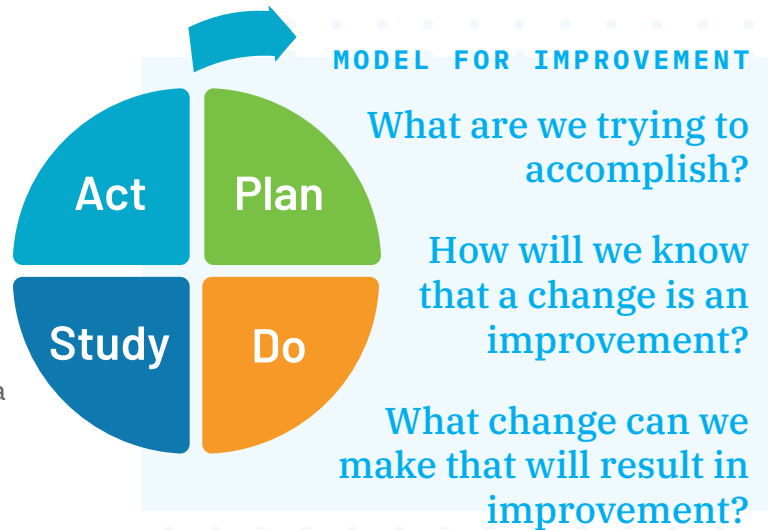 MODEL FOR IMPROVEMENT
What are we trying to
accomplish?
How will we know
that a change is an
improvement?
What change can we
make that will result in
improvement?
Act
Plan
Study
Do
a